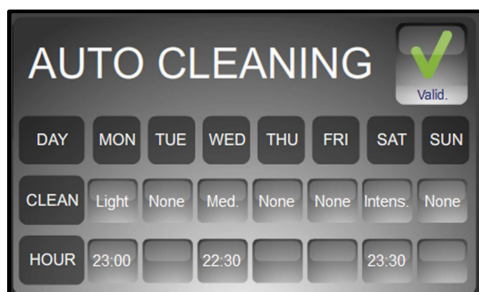 AUTO CLEANING
Valid.
DAY MON TUE WED THU FRI SAT SUN
CLEAN Light None Med. None None Intens. None
HOUR 23:00 22:30 23:30